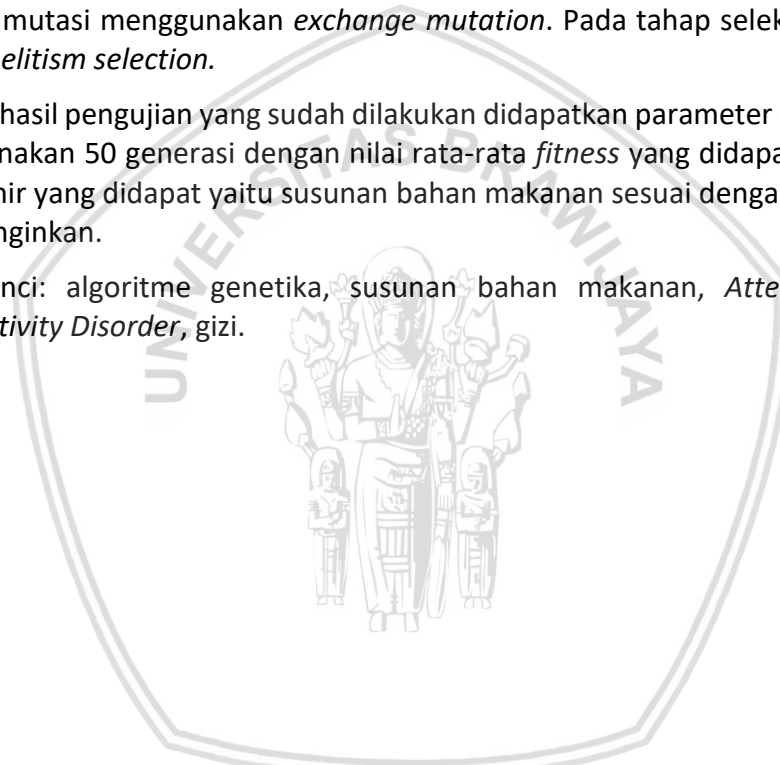 mutasi menggunakan exchange mutation. Pada tahap selek
elitism selection.
hasil pengujian yang sudah dilakukan didapatkan parameter
nakan 50 generasi dengan nilai rata-rata fitness yang didapa
hir yang didapat yaitu susunan bahan makanan sesuai denga
nginkan.
nci: algoritme genetika, susunan bahan makanan, Atte
tivity Disorder, gizi.
UNIVERSITAS BRAWIJAYA